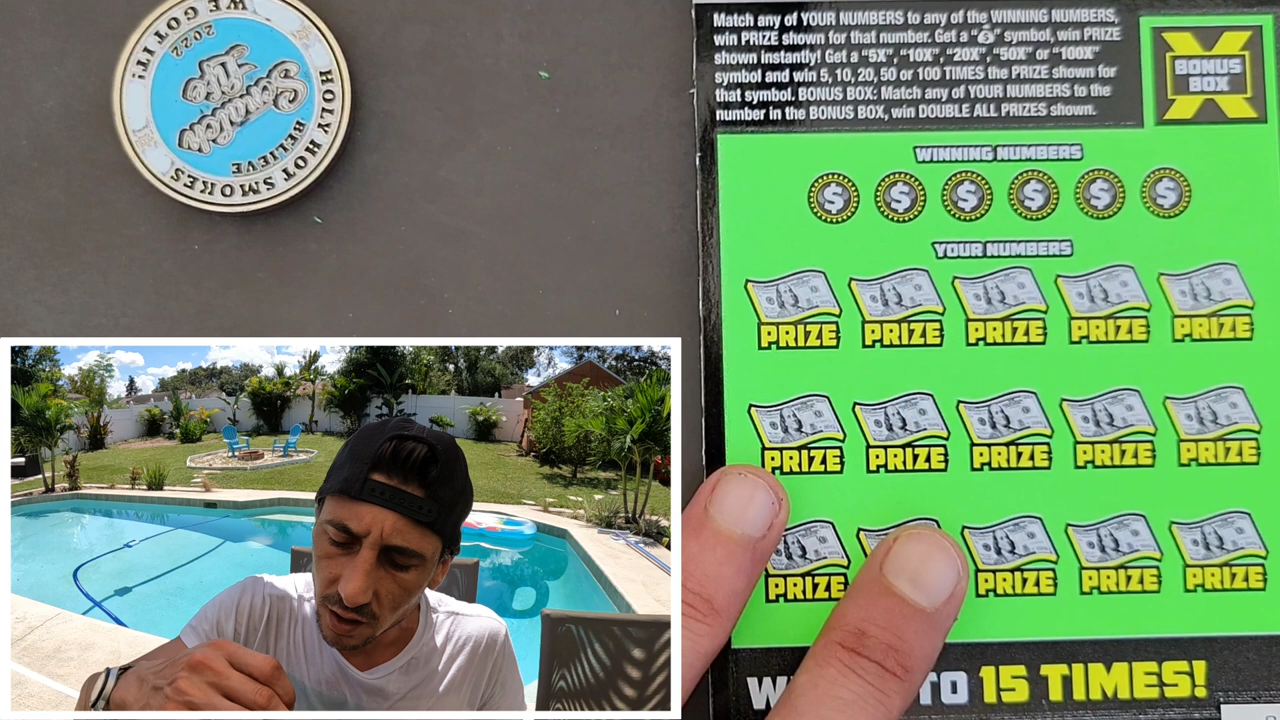 WE GOT IT!
2022
Scratch
Life
BELIEVE
HOLY HOT SMOKES
Match any of YOUR NUMBERS to any of the WINNING NUMBERS,
win PRIZE shown for that number. Get a “$” symbol, win PRIZE
shown instantly! Get a “5X”, “10X”, “20X”, “50X” or “100X”
symbol and win 5, 10, 20, 50 or 100 TIMES the PRIZE shown for
that symbol. BONUS BOX: Match any of YOUR NUMBERS to the
number in the BONUS BOX, win DOUBLE ALL PRIZES shown.
BONUS
BOX
WINNING NUMBERS
$ $ $ $ $ $
YOUR NUMBERS
PRIZE PRIZE PRIZE PRIZE PRIZE
PRIZE PRIZE PRIZE PRIZE PRIZE
PRIZE PRIZE PRIZE PRIZE
TO 15 TIMES!